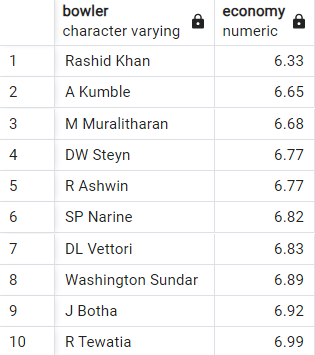 bowler economy
character varying numeric
1 Rashid Khan 6.33
2 A Kumble 6.65
3 M Muralitharan 6.68
4 DW Steyn 6.77
5 R Ashwin 6.77
6 SP Narine 6.82
7 DL Vettori 6.83
8 Washington Sundar 6.89
9 J Botha 6.92
10 R Tewatia 6.99